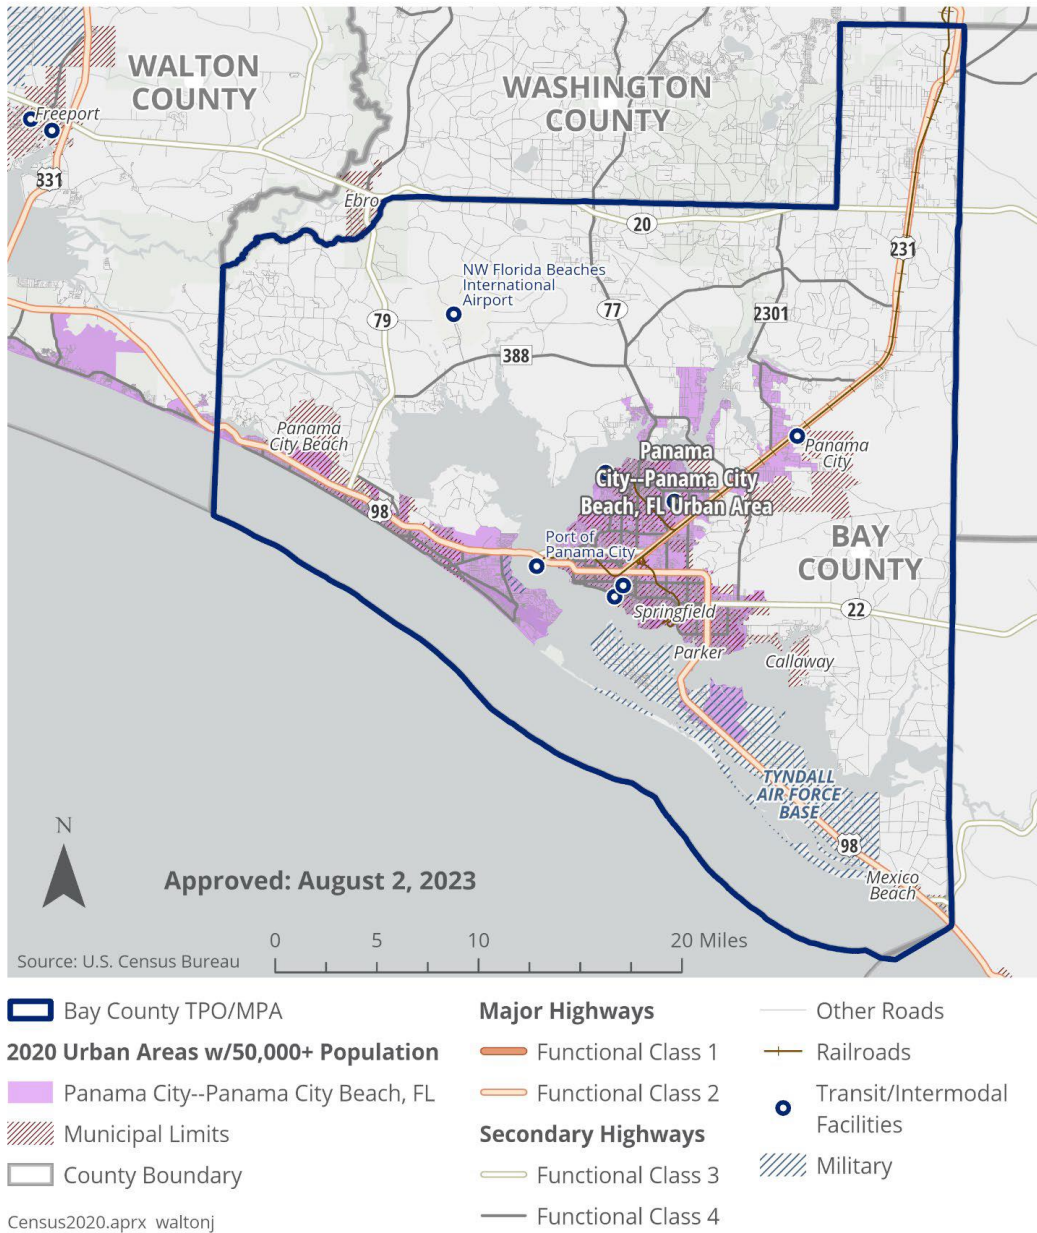 WALTON
COUNTY
WASHINGTON
COUNTY
Freeport
331
Ebro
20
231
NW Florida Beaches
International
Airport
79
77
2301
388
Panama
City Beach
Panama
City--Panama City
Beach, FL Urban Area
Panama
City
98
Port of
Panama City
BAY
COUNTY
22
Springfield
Parker
Callaway
TYNDALL
AIR FORCE
BASE
98
Mexico
Beach
N
Approved: August 2, 2023
0 5 10 20 Miles
Source: U.S. Census Bureau
Bay County TPO/MPA
2020 Urban Areas w/50,000+ Population
Panama City--Panama City Beach, FL
Municipal Limits
County Boundary
Census2020.aprx waltonj
Major Highways
Functional Class 1
Functional Class 2
Secondary Highways
Functional Class 3
Functional Class 4
Other Roads
Railroads
Transit/Intermodal
Facilities
Military